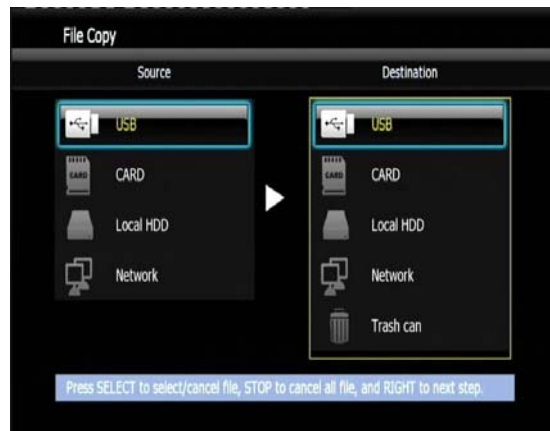 File Copy
Source
Destination
USB
CARD
Local HDD
Network
USB
CARD
Local HDD
Network
Trash can
Press SELECT to select/cancel file, STOP to cancel all file, and RIGHT to next step.